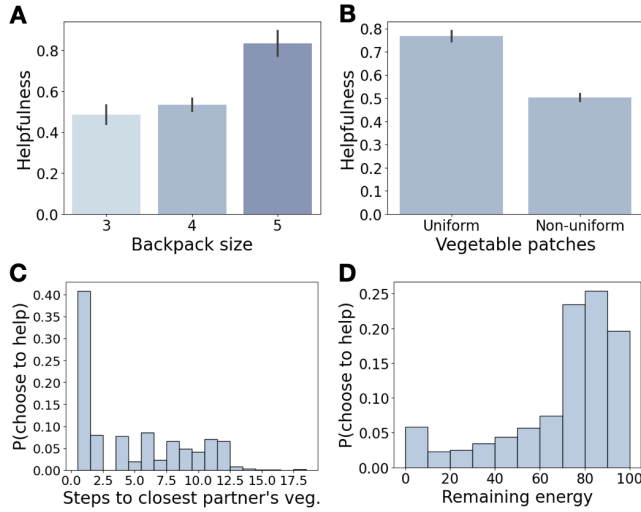 A
Helpfulness
0.8
0.6
0.4
0.2
0.0
3 4 5
Backpack size
B
Helpfulness
0.8
0.7
0.6
0.5
0.4
0.3
0.2
0.1
0.0
Uniform Non-uniform
Vegetable patches
C
P(choose to help)
0.40
0.35
0.30
0.25
0.20
0.15
0.10
0.05
0.00
0.0 2.5 5.0 7.5 10.0 12.5 15.0 17.5
Steps to closest partner's veg.
D
P(choose to help)
0.25
0.20
0.15
0.10
0.05
0.00
0 20 40 60 80 100
Remaining energy